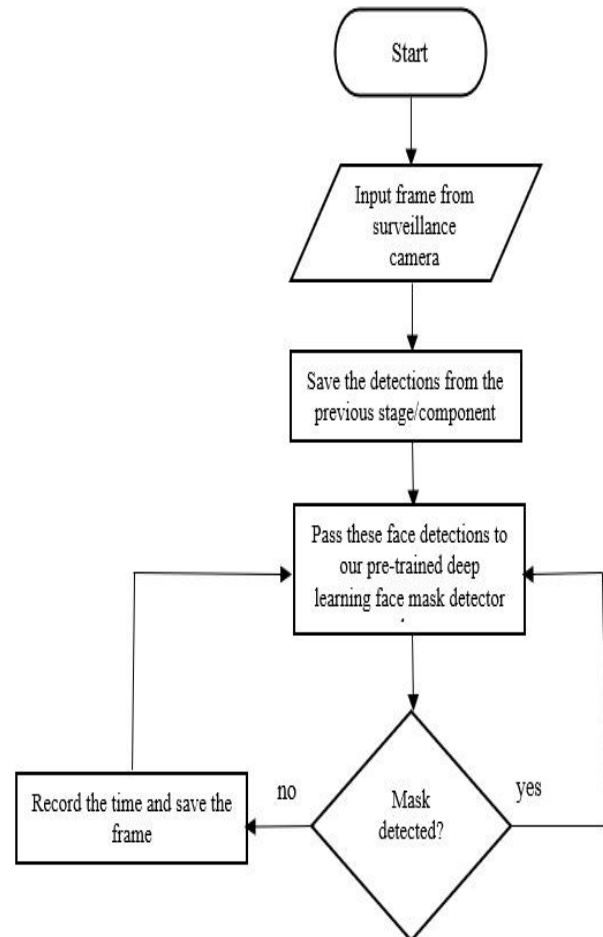 Start
Input frame from
surveillance
camera
Save the detections from the
previous stage/component
Pass these face detections to
our pre-trained deep
learning face mask detector
.
Mask
detected?
no
yes
Record the time and save the
frame